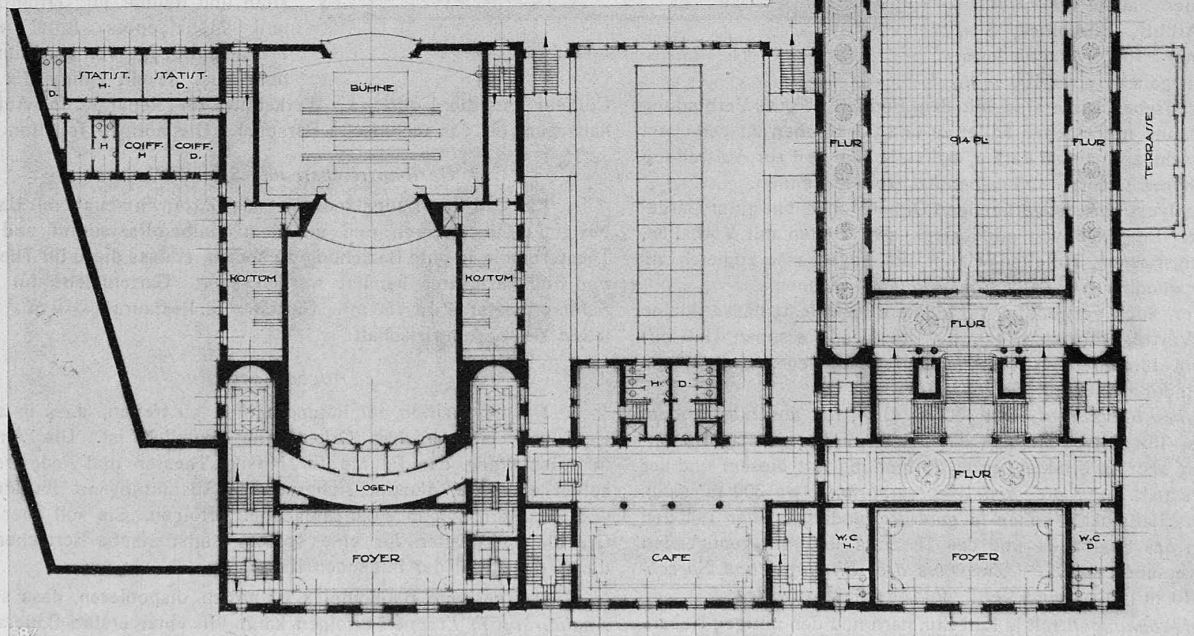 STATIST.
H.
STATIST.
D.
D.
H
COIFF.
H
COIFF.
D.
BÜHNE
KOSTÜM
KOSTÜM
LOGEN
FOYER
H.
D.
CAFE
FLUR
914 PL.
FLUR
TERRASSE
FLUR
FLUR
W.C.
H.
FOYER
W.C.
D.